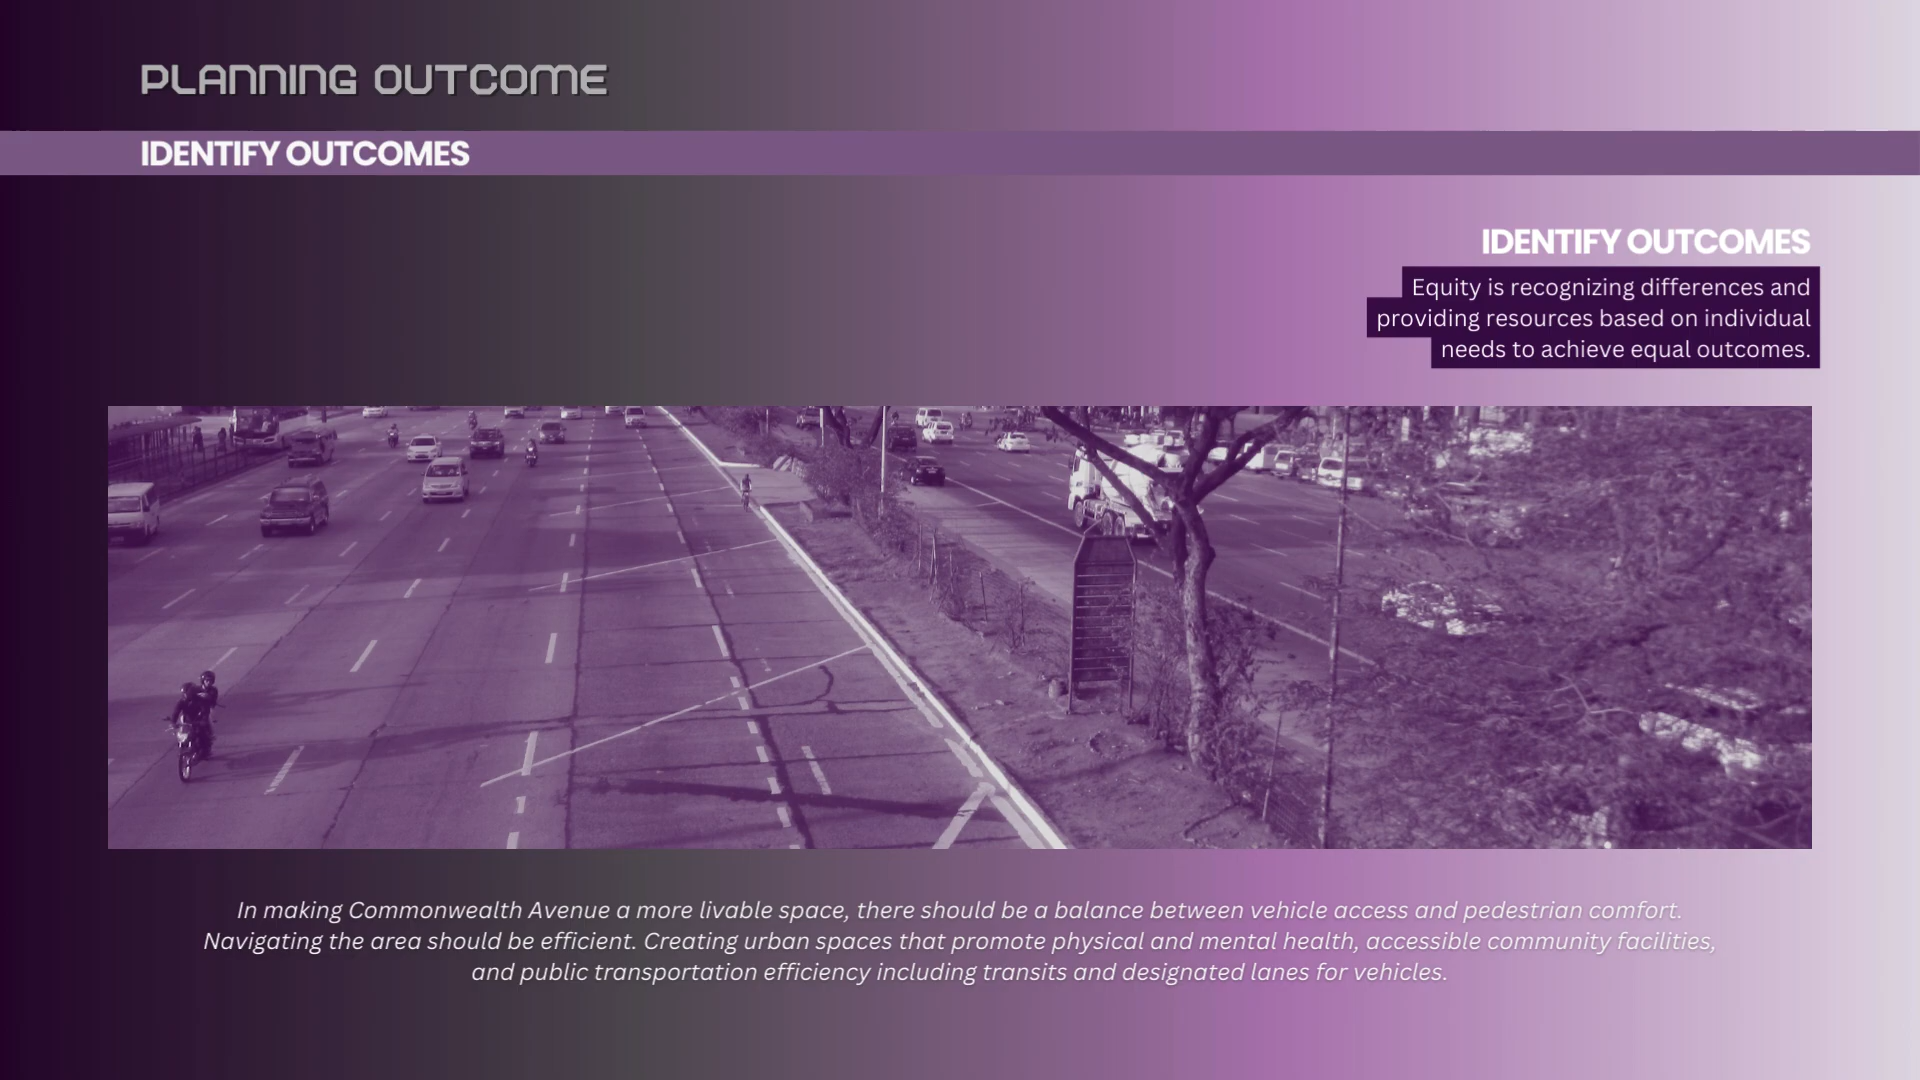 PLANNING OUTCOME
IDENTIFY OUTCOMES
IDENTIFY OUTCOMES
Equity is recognizing differences and
providing resources based on individual
needs to achieve equal outcomes.
In making Commonwealth Avenue a more livable space, there should be a balance between vehicle access and pedestrian comfort.
Navigating the area should be efficient. Creating urban spaces that promote physical and mental health, accessible community facilities,
and public transportation efficiency including transits and designated lanes for vehicles.